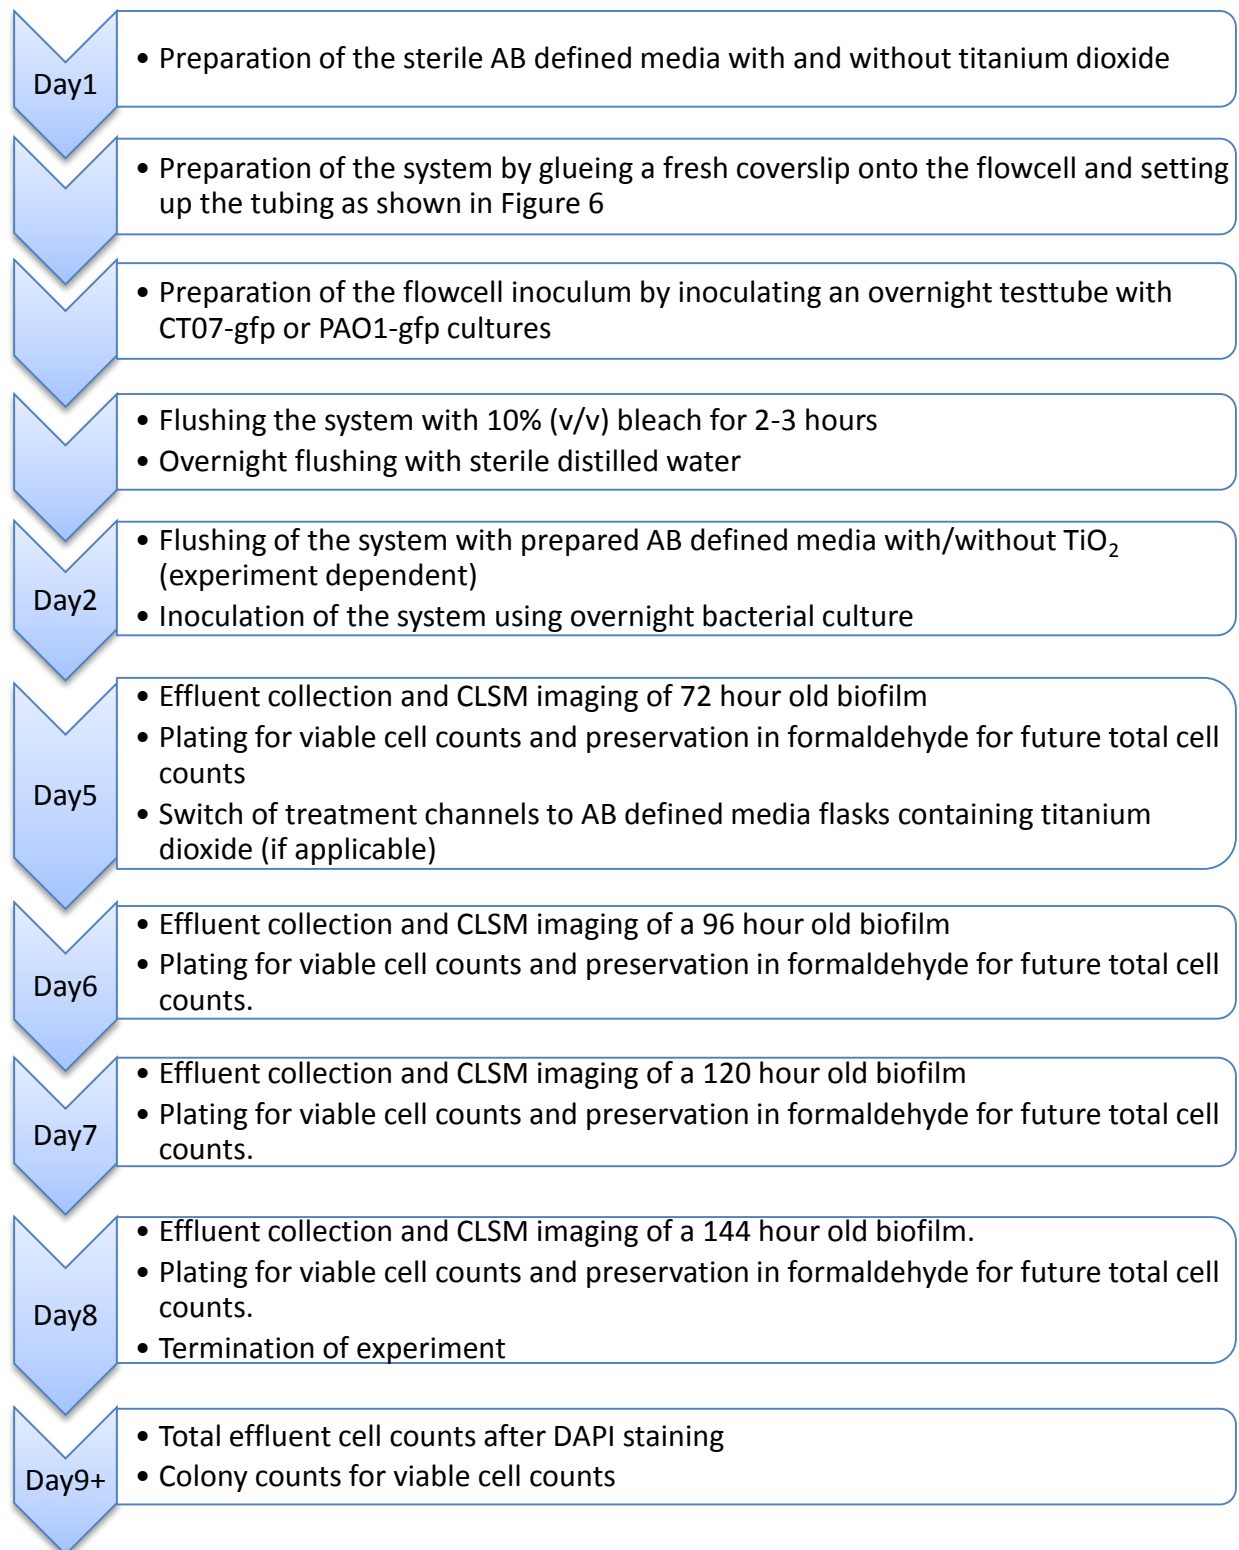 Day1
• Preparation of the sterile AB defined media with and without titanium dioxide
• Preparation of the system by glueing a fresh coverslip onto the flowcell and setting
up the tubing as shown in Figure 6
• Preparation of the flowcell inoculum by inoculating an overnight testtube with
CT07-gfp or PAO1-gfp cultures
• Flushing the system with 10% (v/v) bleach for 2-3 hours
• Overnight flushing with sterile distilled water
Day2
• Flushing of the system with prepared AB defined media with/without TiO₂
(experiment dependent)
• Inoculation of the system using overnight bacterial culture
Day5
• Effluent collection and CLSM imaging of 72 hour old biofilm
• Plating for viable cell counts and preservation in formaldehyde for future total cell
counts
• Switch of treatment channels to AB defined media flasks containing titanium
dioxide (if applicable)
Day6
• Effluent collection and CLSM imaging of a 96 hour old biofilm
• Plating for viable cell counts and preservation in formaldehyde for future total cell
counts.
Day7
• Effluent collection and CLSM imaging of a 120 hour old biofilm
• Plating for viable cell counts and preservation in formaldehyde for future total cell
counts.
Day8
• Effluent collection and CLSM imaging of a 144 hour old biofilm.
• Plating for viable cell counts and preservation in formaldehyde for future total cell
counts.
• Termination of experiment
Day9+
• Total effluent cell counts after DAPI staining
• Colony counts for viable cell counts